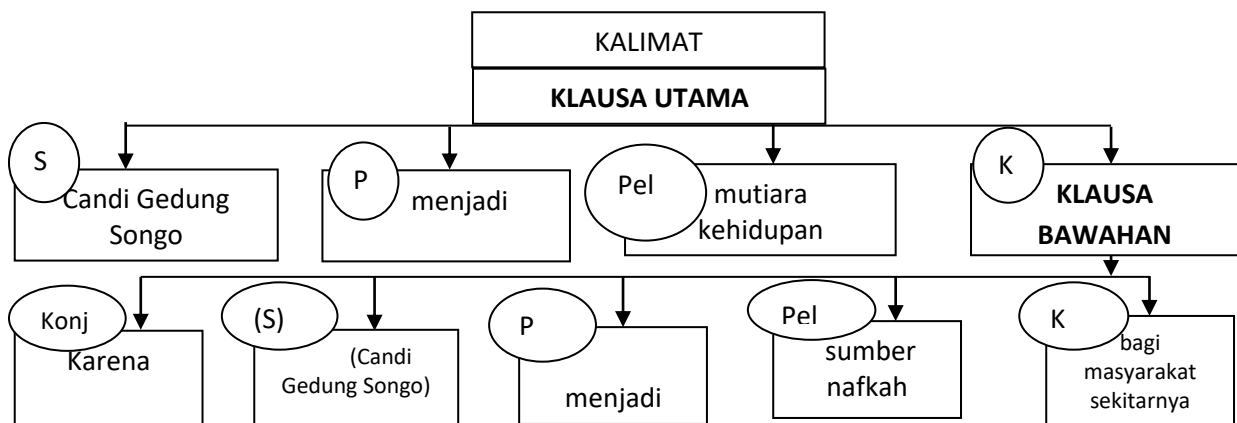 KALIMAT
KLAUSA UTAMA
S
Candi Gedung
Songo
P
menjadi
Pel
mutiara
kehidupan
K
KLAUSA
BAWAHAN
Konj
Karena
(S)
(Candi
Gedung Songo)
P
menjadi
Pel
sumber
nafkah
K
bagi
masyarakat
sekitarnya